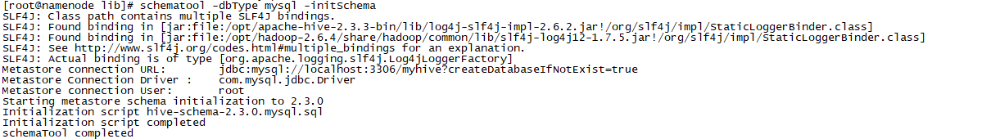 [root@namenode lib]# schematool -dbType mysql -initSchema
SLF4J: Class path contains multiple SLF4J bindings.
SLF4J: Found binding in [jar:file:/opt/apache-hive-2.3.3-bin/lib/log4j-slf4j-impl-2.6.2.jar!/org/slf4j/impl/StaticLoggerBinder.class]
SLF4J: Found binding in [jar:file:/opt/hadoop-2.6.4/share/hadoop/common/lib/slf4j-log4j12-1.7.5.jar!/org/slf4j/impl/StaticLoggerBinder.class]
SLF4J: See http://www.slf4j.org/codes.html#multiple_bindings for an explanation.
SLF4J: Actual binding is of type [org.apache.logging.slf4j.Log4jLoggerFactory]
Metastore connection URL: jdbc:mysql://localhost:3306/myhive?createDatabaseIfNotExist=true
Metastore Connection Driver : com.mysql.jdbc.Driver
Metastore connection User: root
Starting metastore schema initialization to 2.3.0
Initialization script hive-schema-2.3.0.mysql.sql
Initialization script completed
schemaTool completed